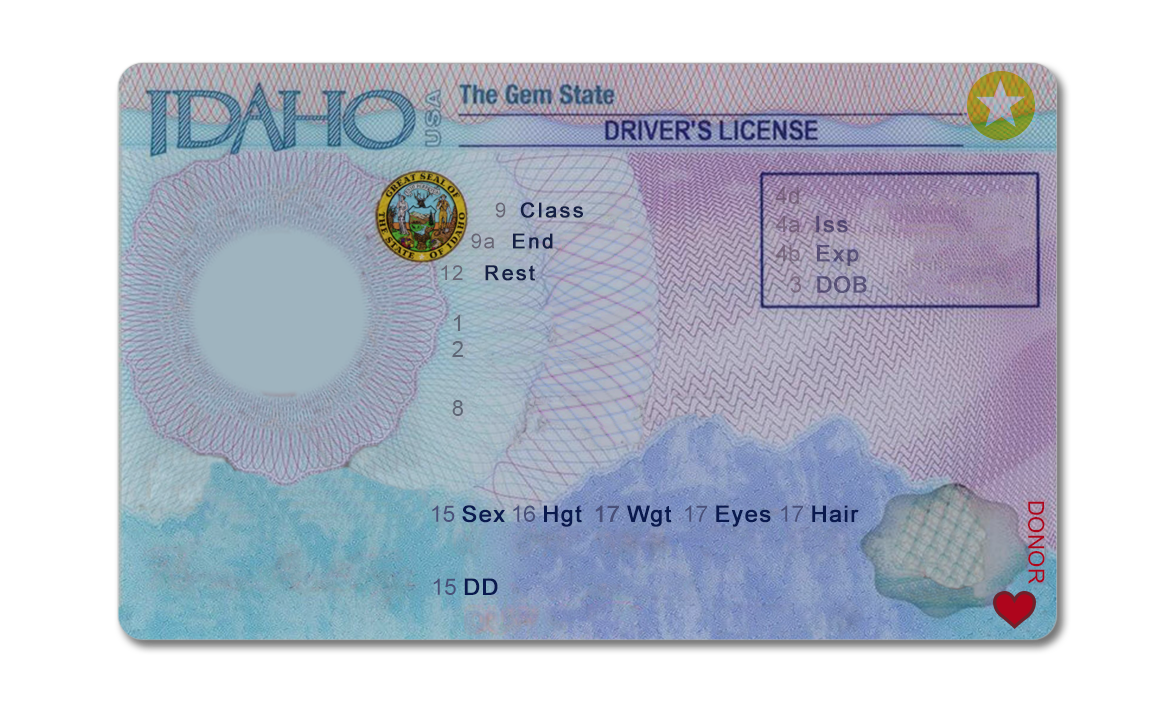 IDAHO USA
The Gem State
DRIVER'S LICENSE
GREAT SEAL OF THE STATE OF IDAHO
9 Class
9a End
12 Rest
1
2
8
4d
4a Iss
4b Exp
3 DOB
15 Sex 16 Hgt 17 Wgt 17 Eyes 17 Hair
15 DD
DONOR